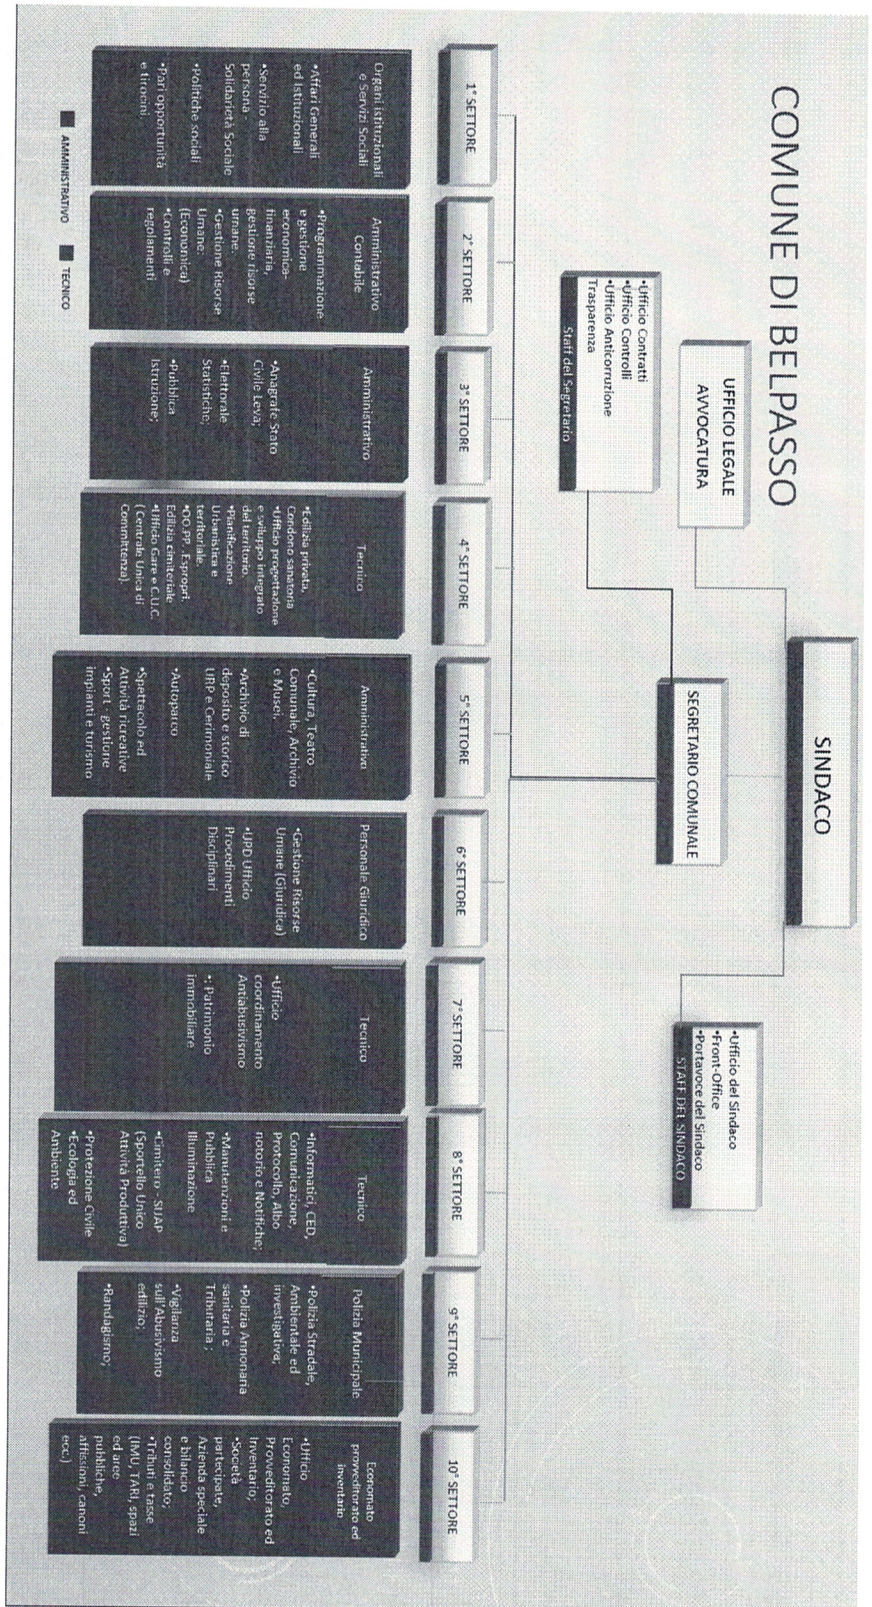 COMUNE DI BELPASSO
SINDACO
UFFICIO LEGALE
AVVOCATURA
•Ufficio Contratti
•Ufficio Controlli
•Ufficio Anticorruzione
Trasparenza
Staff del Segretario
SEGRETARIO COMUNALE
•Ufficio del Sindaco
•Front-Office
•Portavoce del Sindaco
STAFF DEL SINDACO
1° SETTORE
Organi istituzionali
e Servizi Sociali
•Affari Generali
ed Istituzionali
•Servizio alla
persona
Solidarietà Sociale
•Politiche sociali
•Pari opportunità
e tirocini
2° SETTORE
Amministrativo
Contabile
•Programmazione
e gestione
economica-
finanziaria,
gestione risorse
umane.
•Gestione Risorse
Umane.
(Economica)
•Controlli e
regolamenti
3° SETTORE
Amministrativo
•Anagrafe Stato
Civile Leva;
•Elettorale
Statistiche;
•Pubblica
Istruzione;
4° SETTORE
Tecnico
•Edilizia privata,
Condono sanatoria
•Ufficio progettazione
e sviluppo integrato
del territorio.
•Pianificazione
Urbanistica e
territoriale.
•OO.PP. Espropri.
Edilizia cimiteriale
•Ufficio Gare e C.U.C.
( Centrale Unica di
Committenza)
5° SETTORE
Amministrativo
•Cultura, Teatro
Comunale, Archivio
e Musei,
•Archivio di
deposito e storico
URP e Cerimoniale
•Autoparco
•Spettacolo ed
Attività ricreative
•Sport - gestione
impianti e turismo
6° SETTORE
Personale Giuridico
•Gestione Risorse
Umane (Giuridica)
•UPD Ufficio
Procedimenti
Disciplinari
7° SETTORE
Tecnico
•Ufficio
coordinamento
Antiabusivismo
•; Patrimonio
immobiliare
8° SETTORE
Tecnico
•Informatici, CED,
Comunicazione,
Protocollo, Albo
notorio e Notifiche;
•Manutenzioni e
Pubblica
Illuminazione
•Cimitero - SUAP
(Sportello Unico
Attività Produttiva)
•Protezione Civile
•Ecologia ed
Ambiente
9° SETTORE
Polizia Municipale
•Polizia Stradale,
Ambientale ed
investigativa;
•Polizia Annonaria
sanitaria e
Tributaria ;
•Vigilanza
sull'Abusivismo
edilizio;
•Randagismo;
10° SETTORE
Economato
provveditorato ed
inventario
•Ufficio
Economato,
Provveditorato ed
Inventario;
•Società
partecipate,
Azienda speciale
e bilancio
consolidato;
•Tributi e tasse
(IMU, TARI, spazi
ed aree
pubbliche,
affissioni, canoni
ecc.)
AMMINISTRATIVO
TECNICO